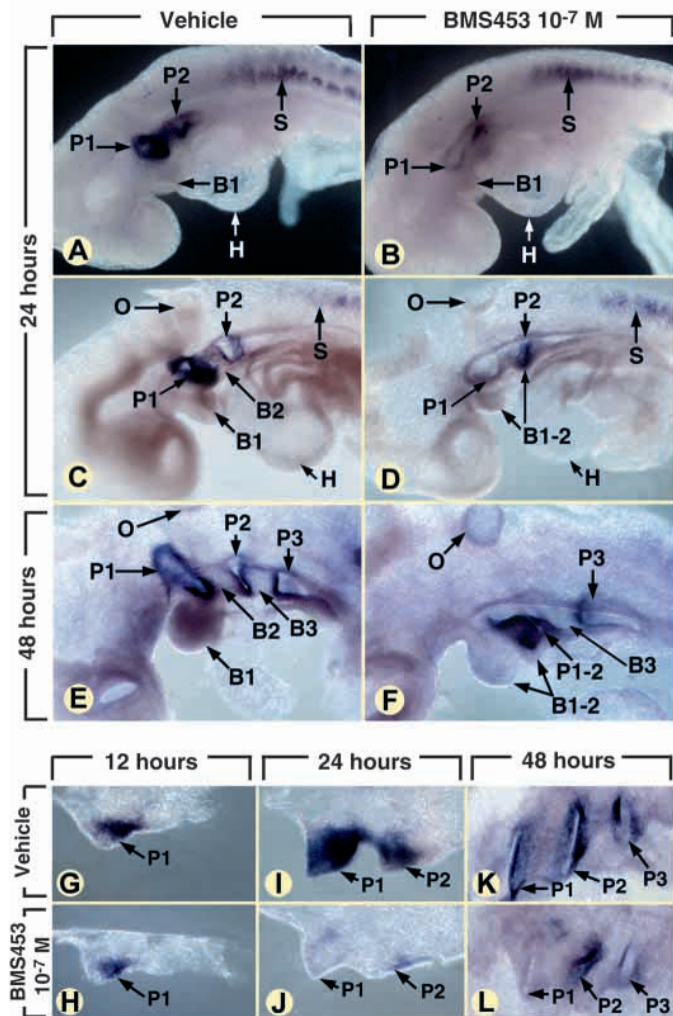 Vehicle BMS453 10-7 M
24 hours
P2 S P1 B1 H A
P2 S P1 B1 H B
O P2 S P1 B2 B1 H C
O P2 S P1 B1-2 H D
48 hours
O P2 P3 P1 B2 B3 B1 E
O P3 B3 P1-2 B1-2 F
12 hours 24 hours 48 hours
Vehicle
P1 G
P1 P2 I
P3 P2 P1 K
BMS453
10-7 M
P1 H
P1 P2 J
P1 P2 P3 L